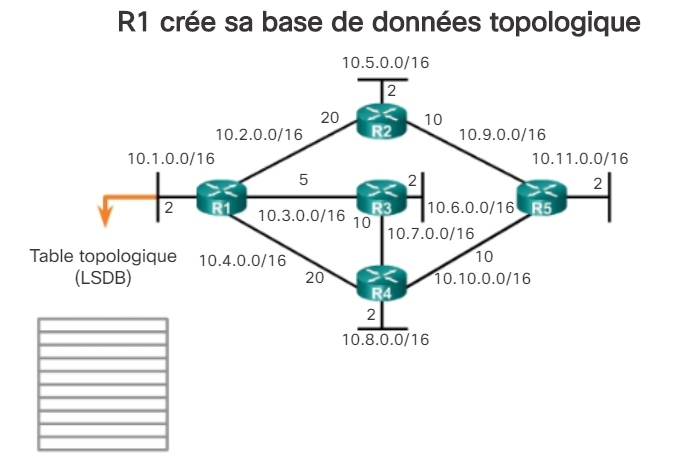 R1 crée sa base de données topologique
10.5.0.0/16
2
20
R2
10
10.2.0.0/16
10.9.0.0/16
10.1.0.0/16
10.11.0.0/16
5
2
2
2
R1
10.3.0.0/16
R3
10.6.0.0/16
R5
10
10.7.0.0/16
Table topologique
(LSDB)
10.4.0.0/16
10
20
10.10.0.0/16
R4
2
10.8.0.0/16